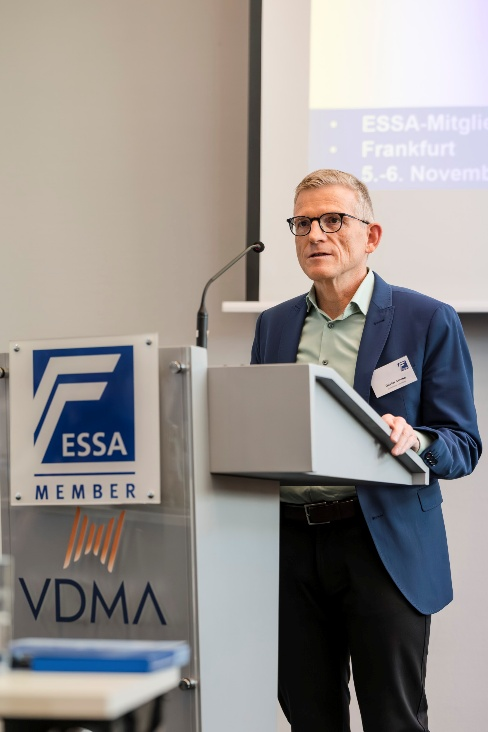 ESSA-Mitglie
Frankfurt
5.-6. Novemb
ESSA
MEMBER
VDMA